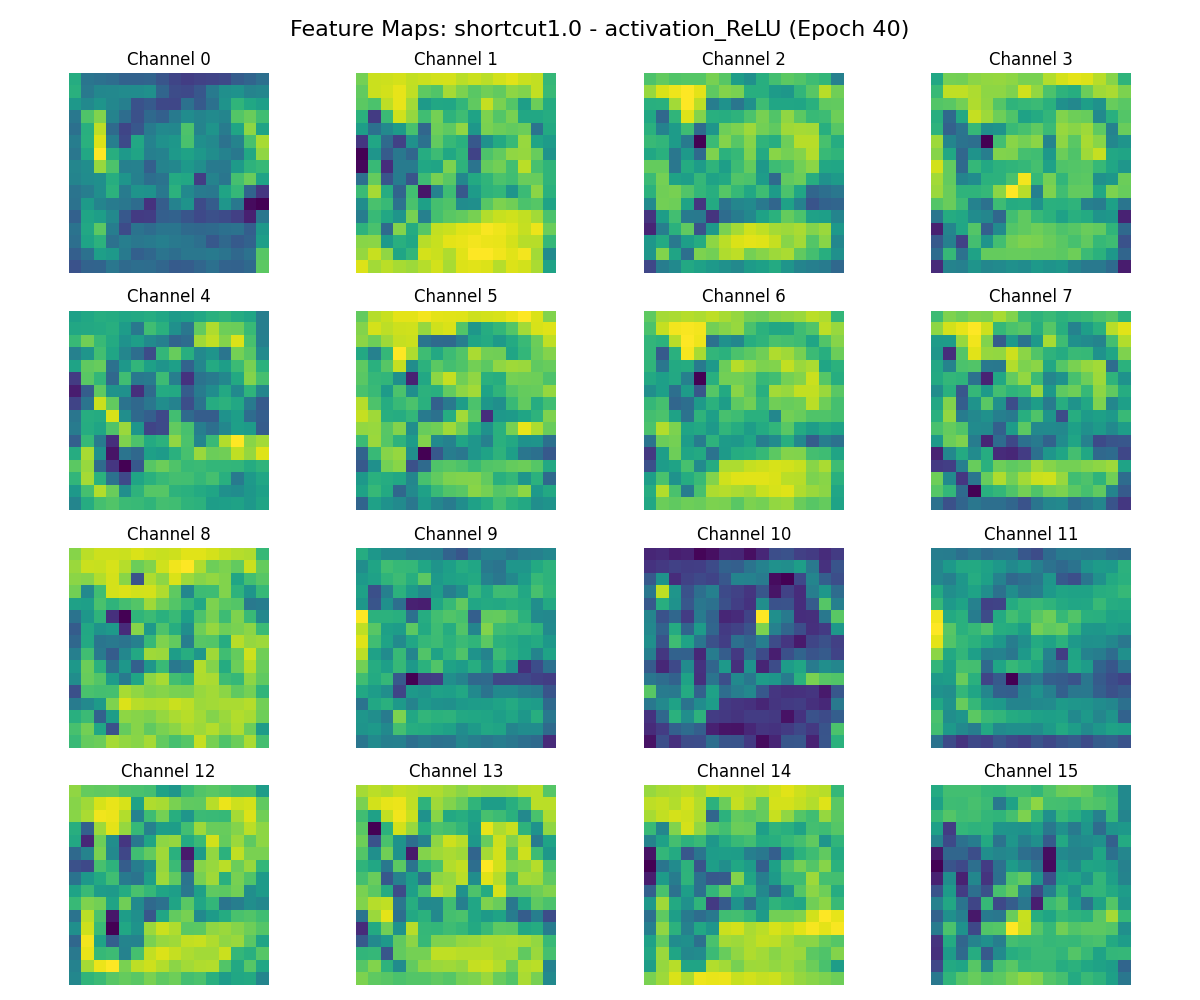 Feature Maps: shortcut1.0 - activation_ReLU (Epoch 40)
Channel 0 Channel 1 Channel 2 Channel 3
Channel 4 Channel 5 Channel 6 Channel 7
Channel 8 Channel 9 Channel 10 Channel 11
Channel 12 Channel 13 Channel 14 Channel 15